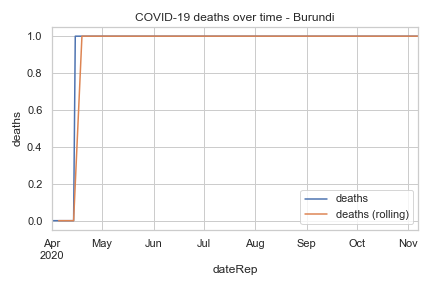 COVID-19 deaths over time - Burundi
deaths
1.0
0.8
0.6
0.4
0.2
0.0
deaths
deaths (rolling)
Apr May Jun Jul Aug Sep Oct Nov
2020
dateRep